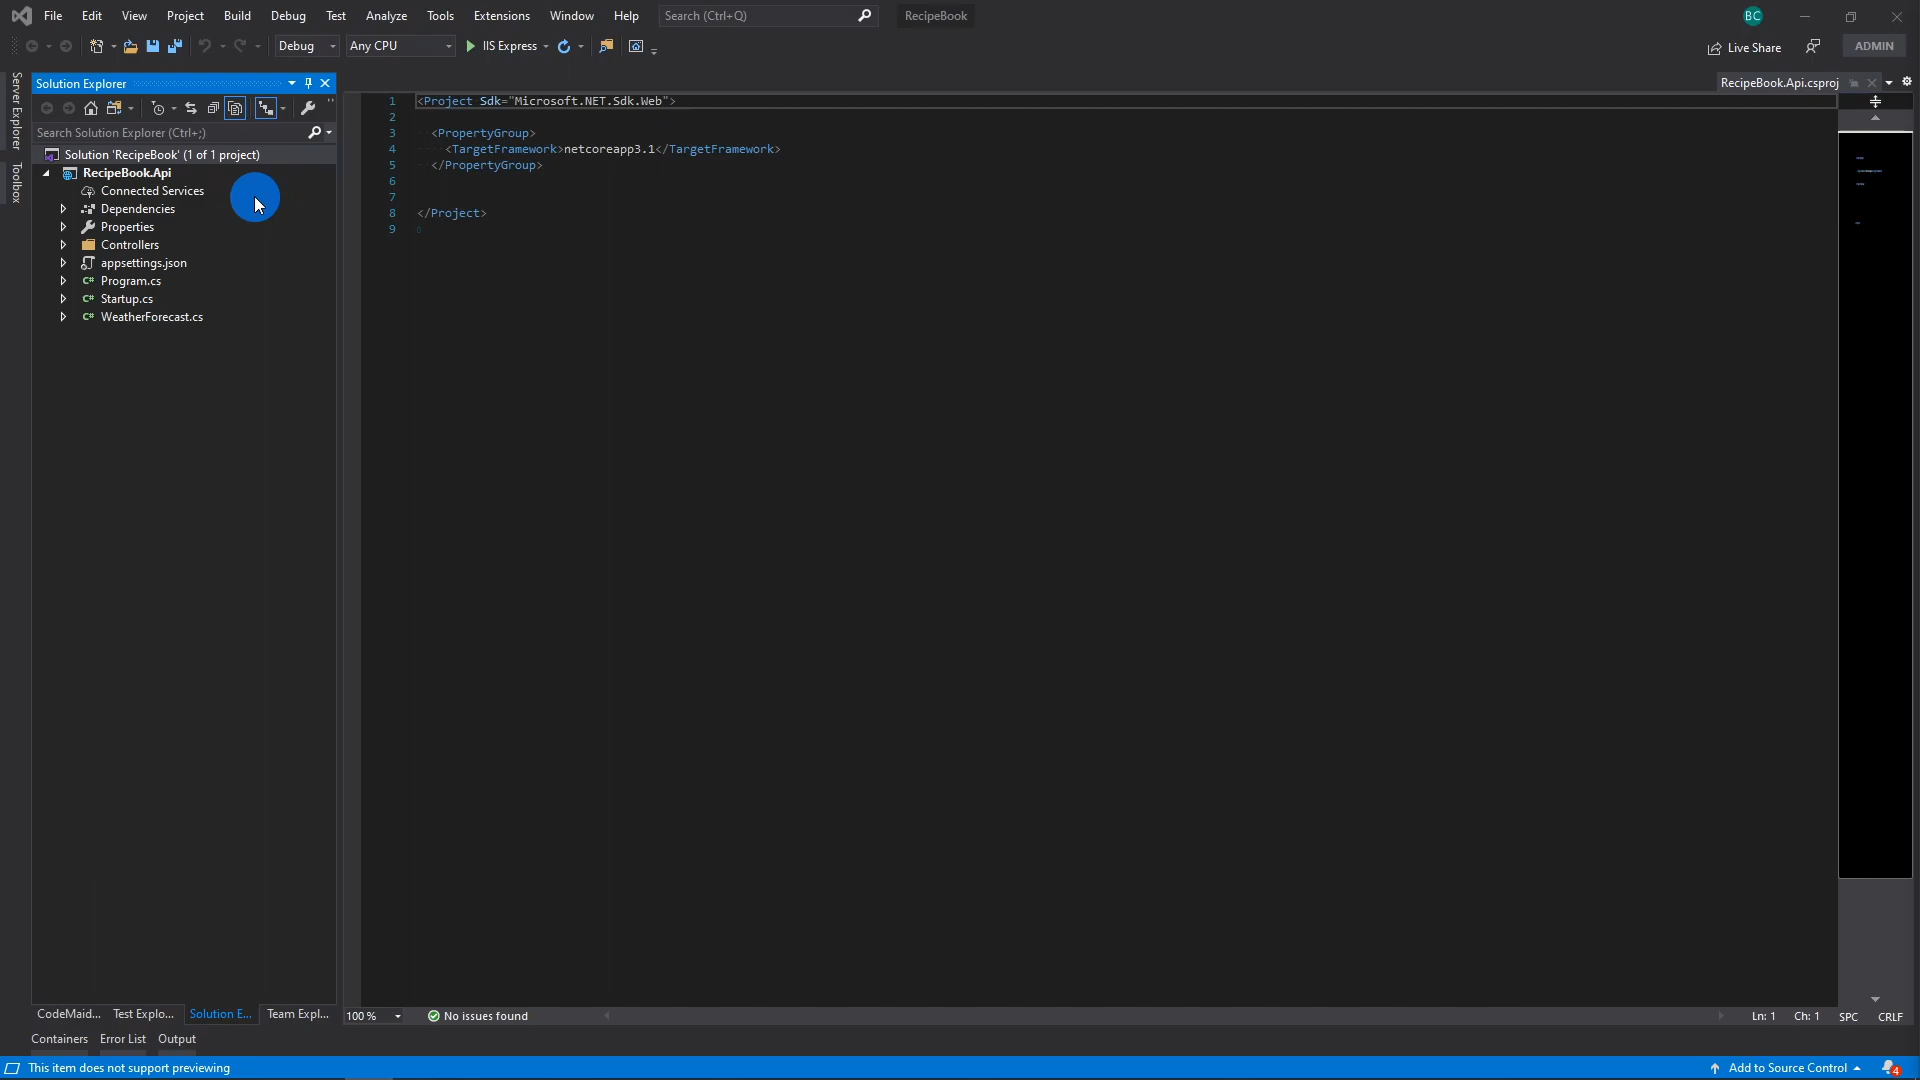 File Edit View Project Build Debug Test Analyze Tools Extensions Window Help Search (Ctrl+Q) RecipeBook BC
Debug Any CPU IIS Express Live Share ADMIN
Server Explorer
Toolbox
Solution Explorer
Search Solution Explorer (Ctrl+;)
Solution 'RecipeBook' (1 of 1 project)
RecipeBook.Api
Connected Services
Dependencies
Properties
Controllers
appsettings.json
C# Program.cs
C# Startup.cs
C# WeatherForecast.cs
CodeMaid... Test Explo... Solution E... Team Expl...
RecipeBook.Api.csproj
1 <Project Sdk="Microsoft.NET.Sdk.Web">
2
3 <PropertyGroup>
4 <TargetFramework>netcoreapp3.1</TargetFramework>
5 </PropertyGroup>
6
7
8 </Project>
9
100 % No issues found Ln: 1 Ch: 1 SPC CRLF
Containers Error List Output
This item does not support previewing Add to Source Control 4